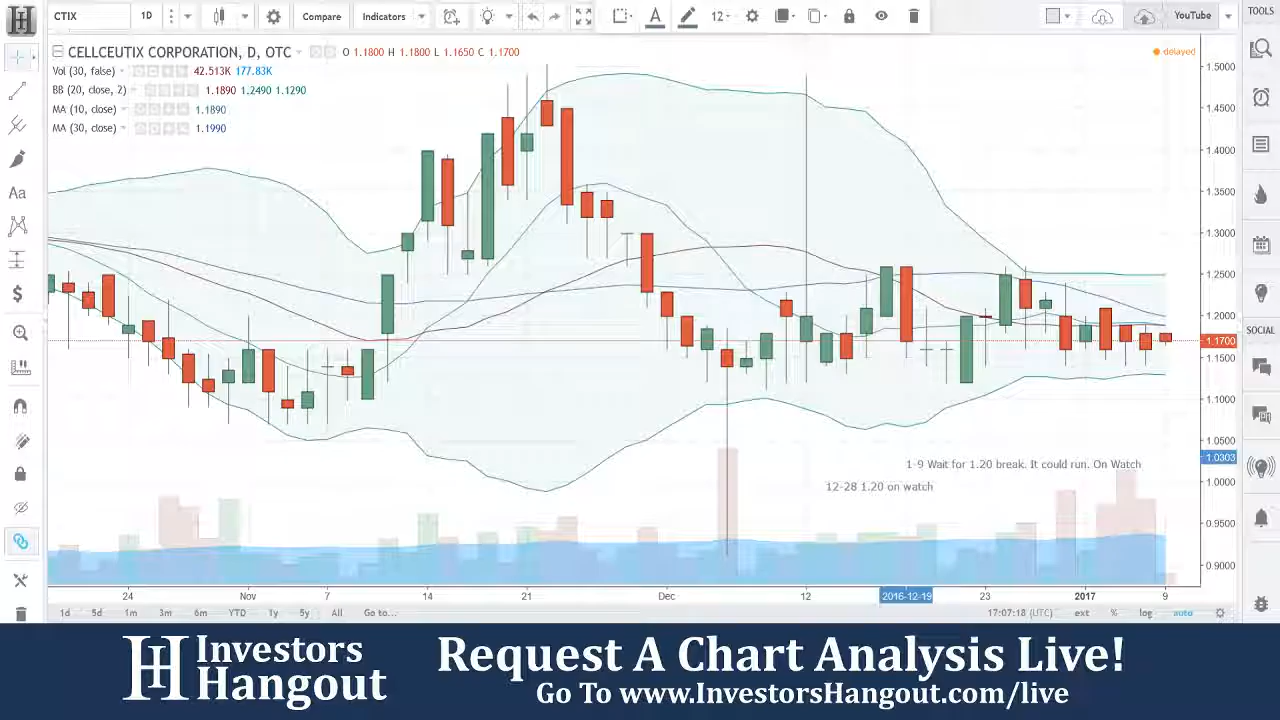 CTIX 1D Compare Indicators 12 YouTube TOOLS
CELLCEUTIX CORPORATION, D, OTC O 1.1800 H 1.1800 L 1.1650 C 1.1700 delayed
Vol (30, false) 42.513K 177.83K
BB (20, close, 2) 1.1890 1.2490 1.1290
MA (10, close) 1.1890
MA (30, close) 1.1990
1.5000
1.4500
1.4000
1.3500
1.3000
1.2500
1.2000
1.1700
1.1500
1.1000
1.0500
1.0303
1.0000
0.9500
0.9000
Aa
SOCIAL
1-9 Wait for 1.20 break. It could run. On Watch
12-28 1.20 on watch
24 Nov 7 14 21 Dec 12 2016-12-19 23 2017 9
1d 5d 1m 3m 6m YTD 1y 5y All Go to... 17:07:18 (UTC) ext % log auto
H Investors Hangout
Request A Chart Analysis Live!
Go To www.InvestorsHangout.com/live